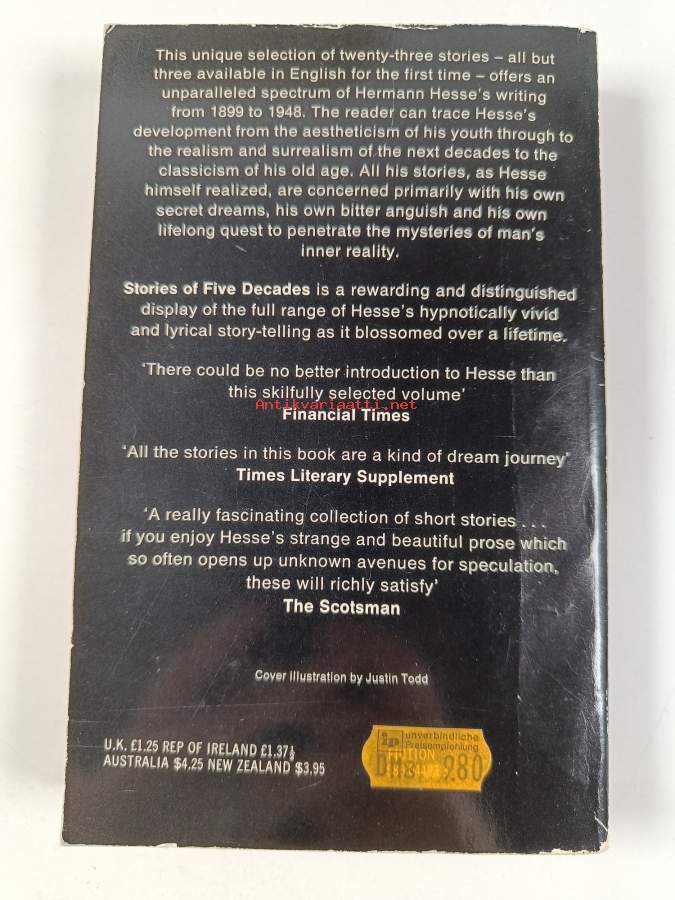 This unique selection of twenty-three stories – all but
three available in English for the first time – offers an
unparalleled spectrum of Hermann Hesse's writing
from 1899 to 1948. The reader can trace Hesse's
development from the aestheticism of his youth through to
the realism and surrealism of the next decades to the
classicism of his old age. All his stories, as Hesse
himself realized, are concerned primarily with his own
secret dreams, his own bitter anguish and his own
lifelong quest to penetrate the mysteries of man's
inner reality.
Stories of Five Decades is a rewarding and distinguished
display of the full range of Hesse's hypnotically vivid
and lyrical story-telling as it blossomed over a lifetime.
'There could be no better introduction to Hesse than
this skilfully selected volume'
Antikvariaatti.net
Financial Times
'All the stories in this book are a kind of dream journey'
Times Literary Supplement
'A really fascinating collection of short stories . . .
if you enjoy Hesse's strange and beautiful prose which
so often opens up unknown avenues for speculation,
these will richly satisfy'
The Scotsman
Cover illustration by Justin Todd
U.K. £1.25 REP OF IRELAND £1.37½
AUSTRALIA $4.25 NEW ZEALAND $3.95
unverbindliche
Preisempfehlung
9.80